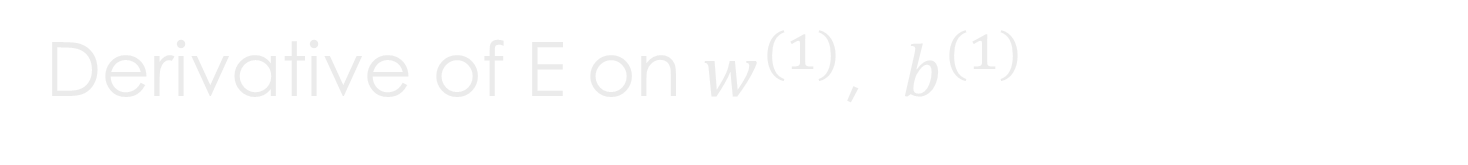 Derivative of E on w⁽¹⁾, b⁽¹⁾